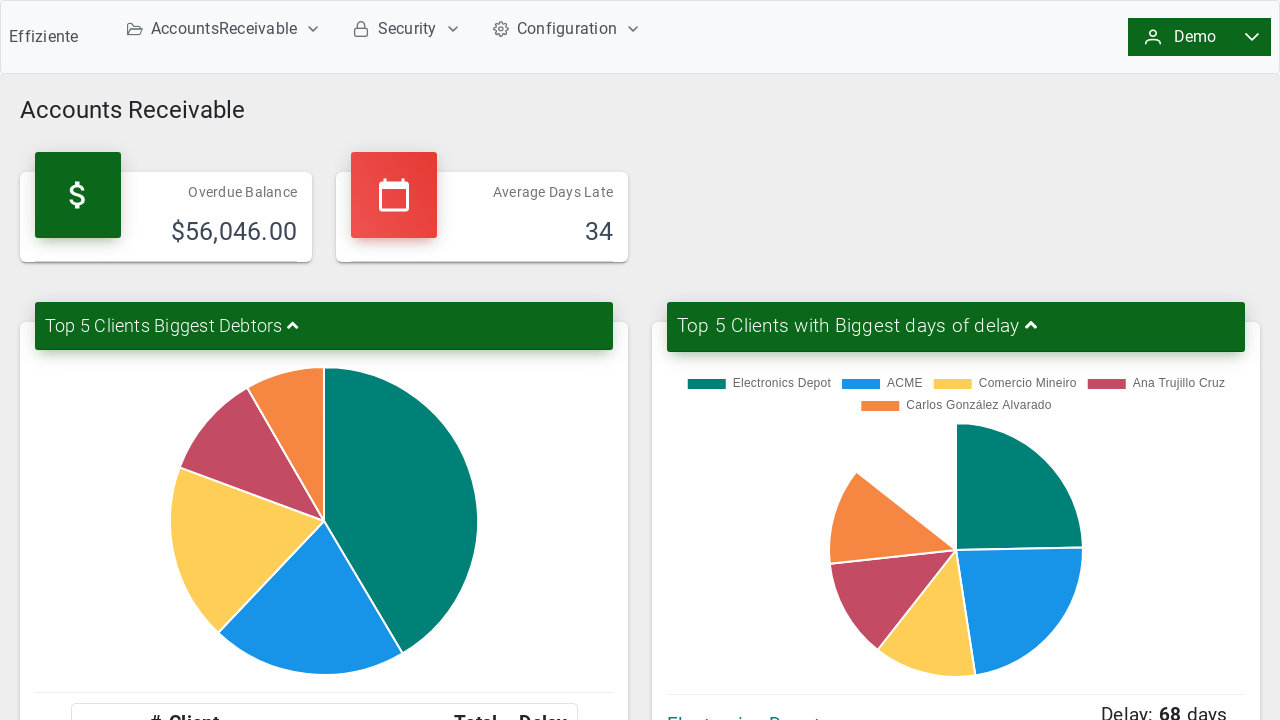 Effiziente
AccountsReceivable
Security
Configuration
Demo
Accounts Receivable
Overdue Balance
$56,046.00
Average Days Late
34
Top 5 Clients Biggest Debtors
Top 5 Clients with Biggest days of delay
Electronics Depot
ACME
Comercio Mineiro
Ana Trujillo Cruz
Carlos González Alvarado
# Client Total Delay
Electronics Depot
Delay: 68 days